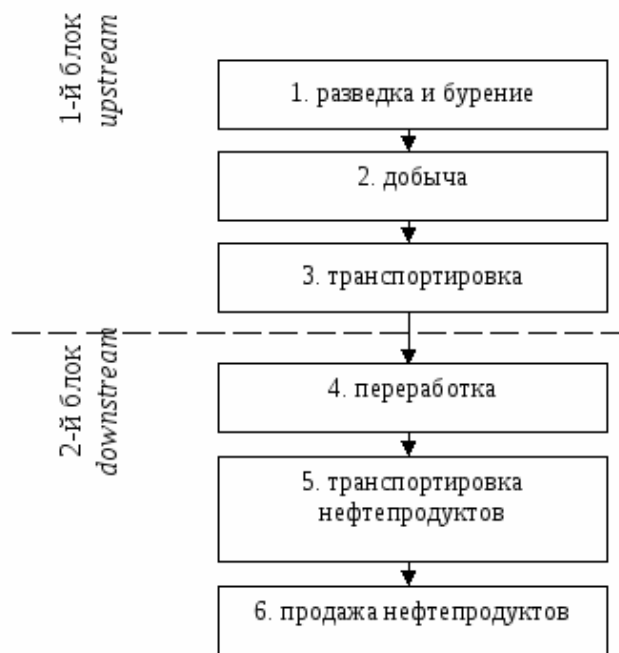 1-й блок
upstream
1. разведка и бурение
2. добыча
3. транспортировка
2-й блок
downstream
4. переработка
5. транспортировка
нефтепродуктов
6. продажа нефтепродуктов